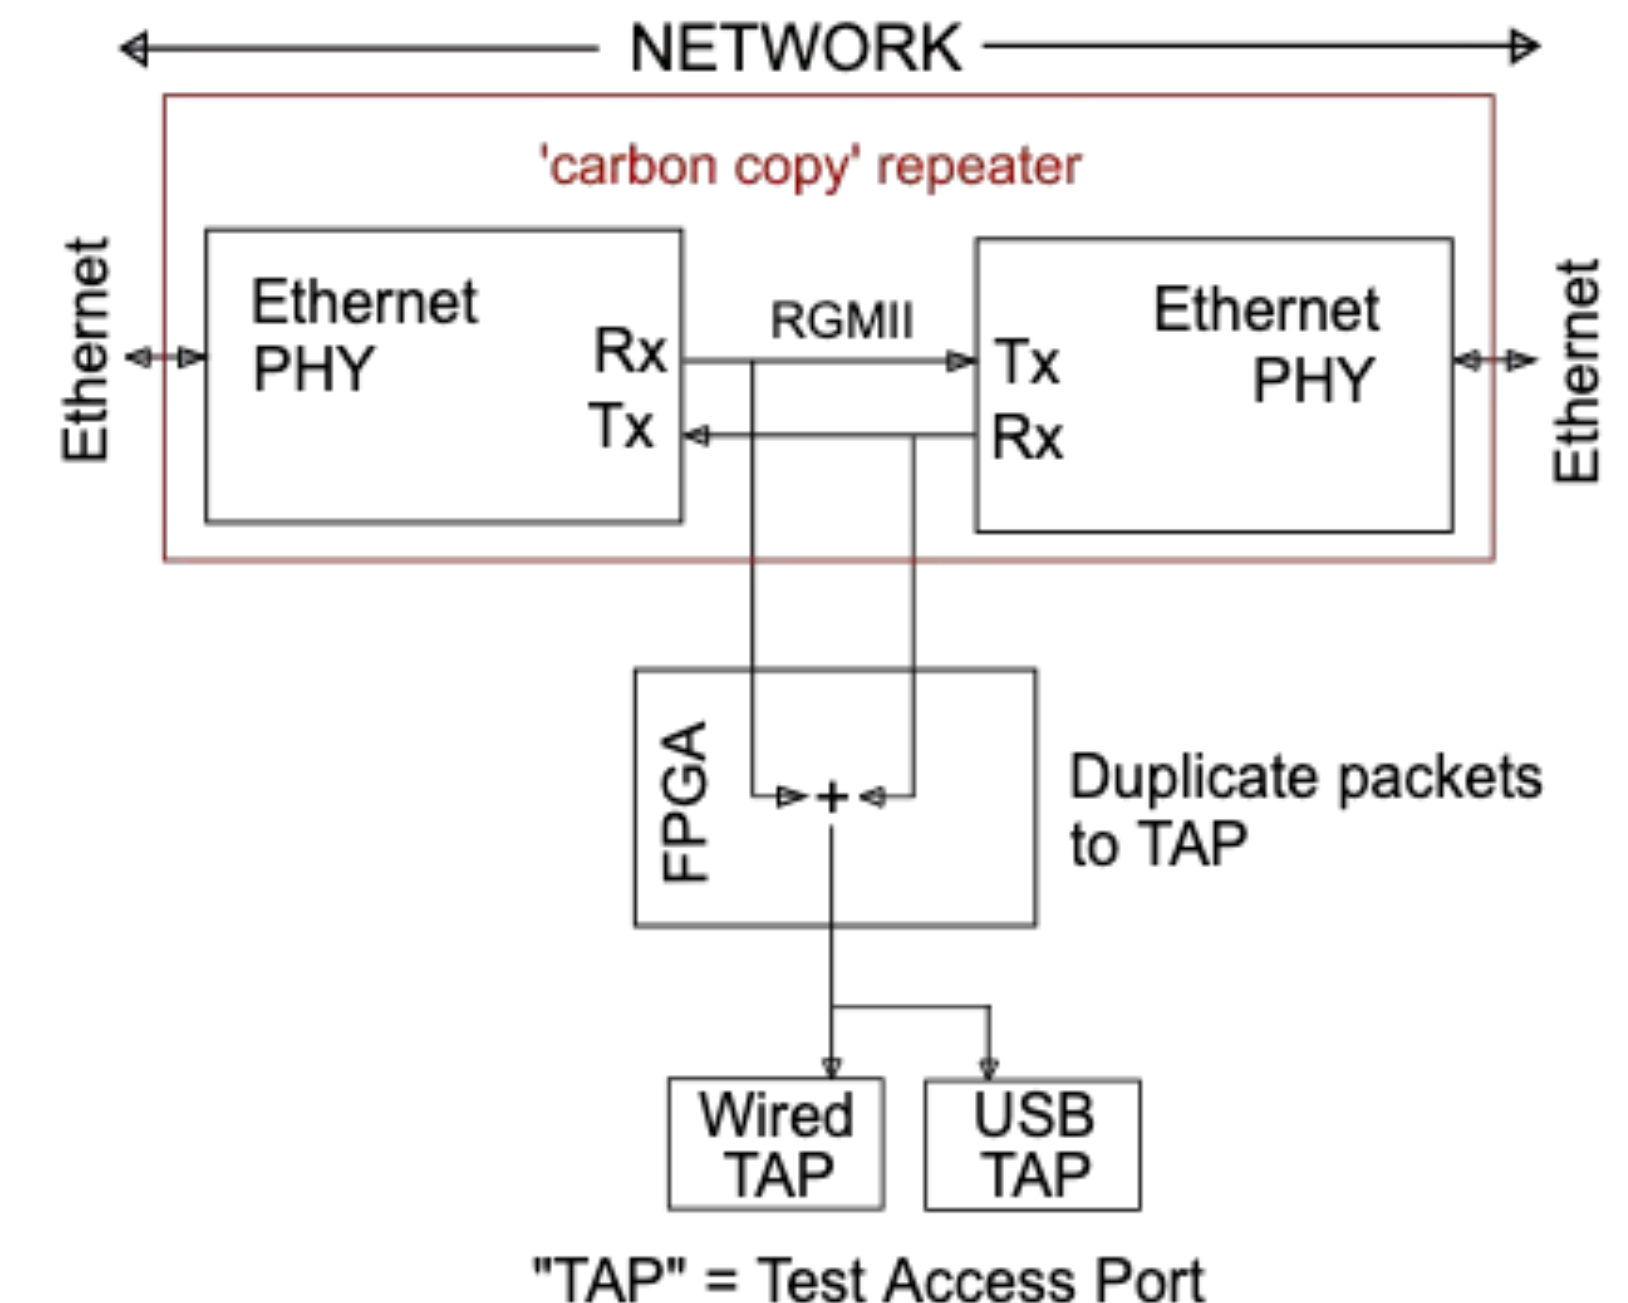 NETWORK
'carbon copy' repeater
Ethernet
Ethernet
PHY
Rx
Tx
RGMII
Ethernet
PHY
Tx
Rx
Ethernet
FPGA
+
Duplicate packets
to TAP
Wired
TAP
USB
TAP
"TAP" = Test Access Port